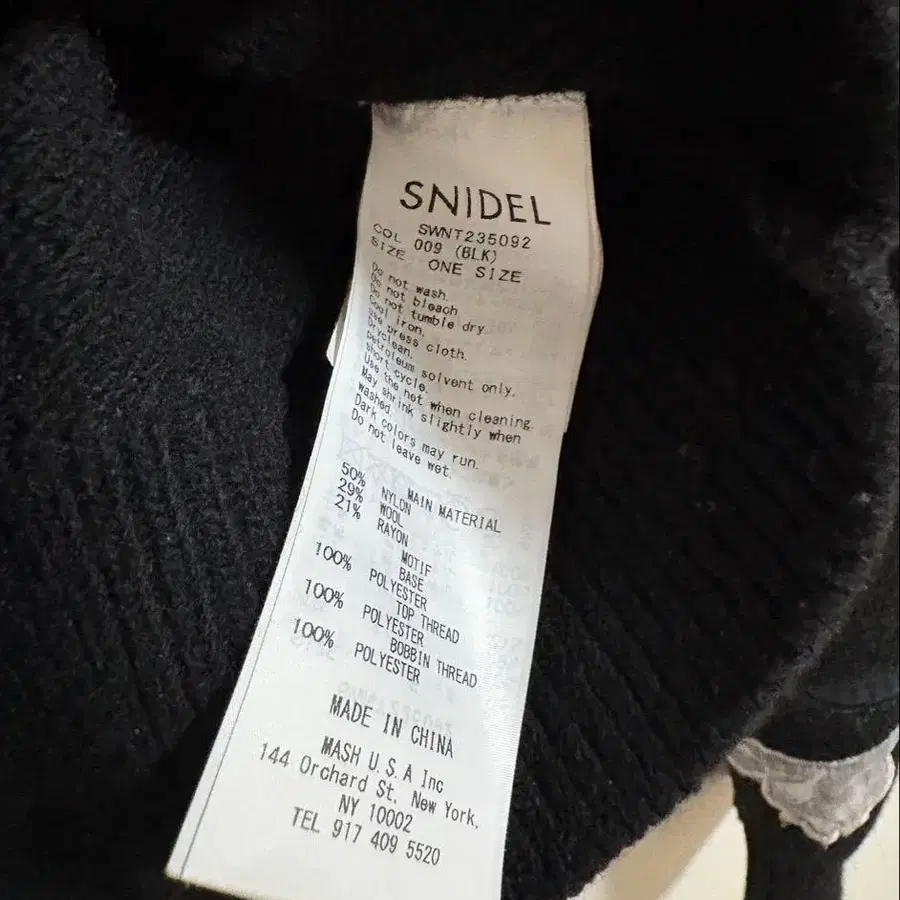 SNIDEL
SWNT235092
COL 009 (BLK)
SIZE ONE SIZE
Do not wash.
Do not bleach
Do not tumble dry.
Cool iron.
Use press cloth.
Dryclean.
petroleum solvent only.
short cycle.
Use the net when cleaning.
May shrink slightly when
washed.
Dark colors may run.
Do not leave wet.
MAIN MATERIAL
50% NYLON
29% WOOL
21% RAYON
MOTIF
BASE
100% POLYESTER
TOP THREAD
100% POLYESTER
BOBBIN THREAD
100% POLYESTER
MADE IN CHINA
MASH U.S.A Inc
144 Orchard St. New York,
NY 10002
TEL 917 409 5520